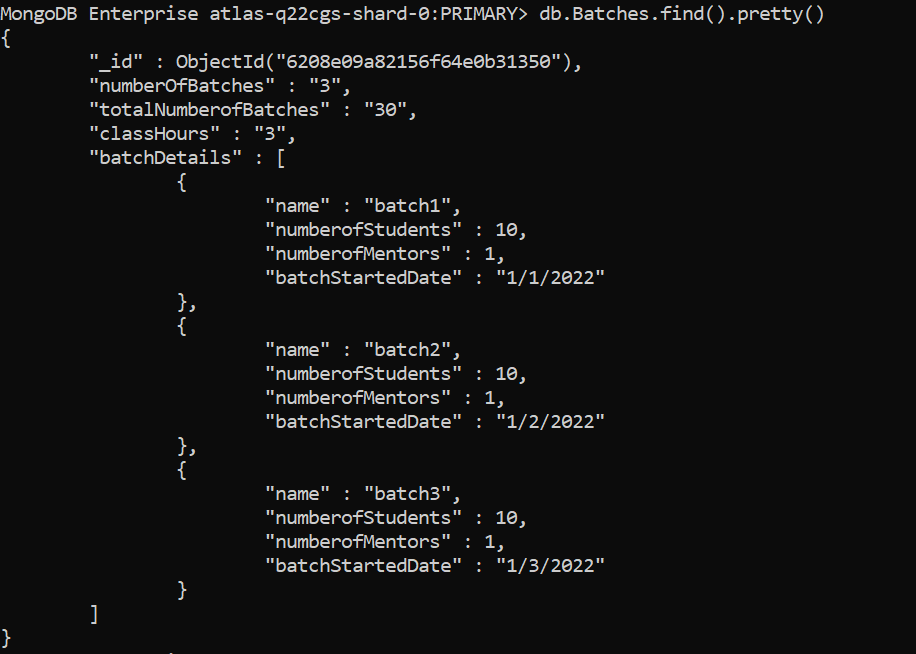 MongoDB Enterprise atlas-q22cgs-shard-0:PRIMARY> db.Batches.find().pretty()
{
        "_id" : ObjectId("6208e09a82156f64e0b31350"),
        "numberOfBatches" : "3",
        "totalNumberofBatches" : "30",
        "classHours" : "3",
        "batchDetails" : [
                {
                        "name" : "batch1",
                        "numberofStudents" : 10,
                        "numberofMentors" : 1,
                        "batchStartedDate" : "1/1/2022"
                },
                {
                        "name" : "batch2",
                        "numberofStudents" : 10,
                        "numberofMentors" : 1,
                        "batchStartedDate" : "1/2/2022"
                },
                {
                        "name" : "batch3",
                        "numberofStudents" : 10,
                        "numberofMentors" : 1,
                        "batchStartedDate" : "1/3/2022"
                }
        ]
}